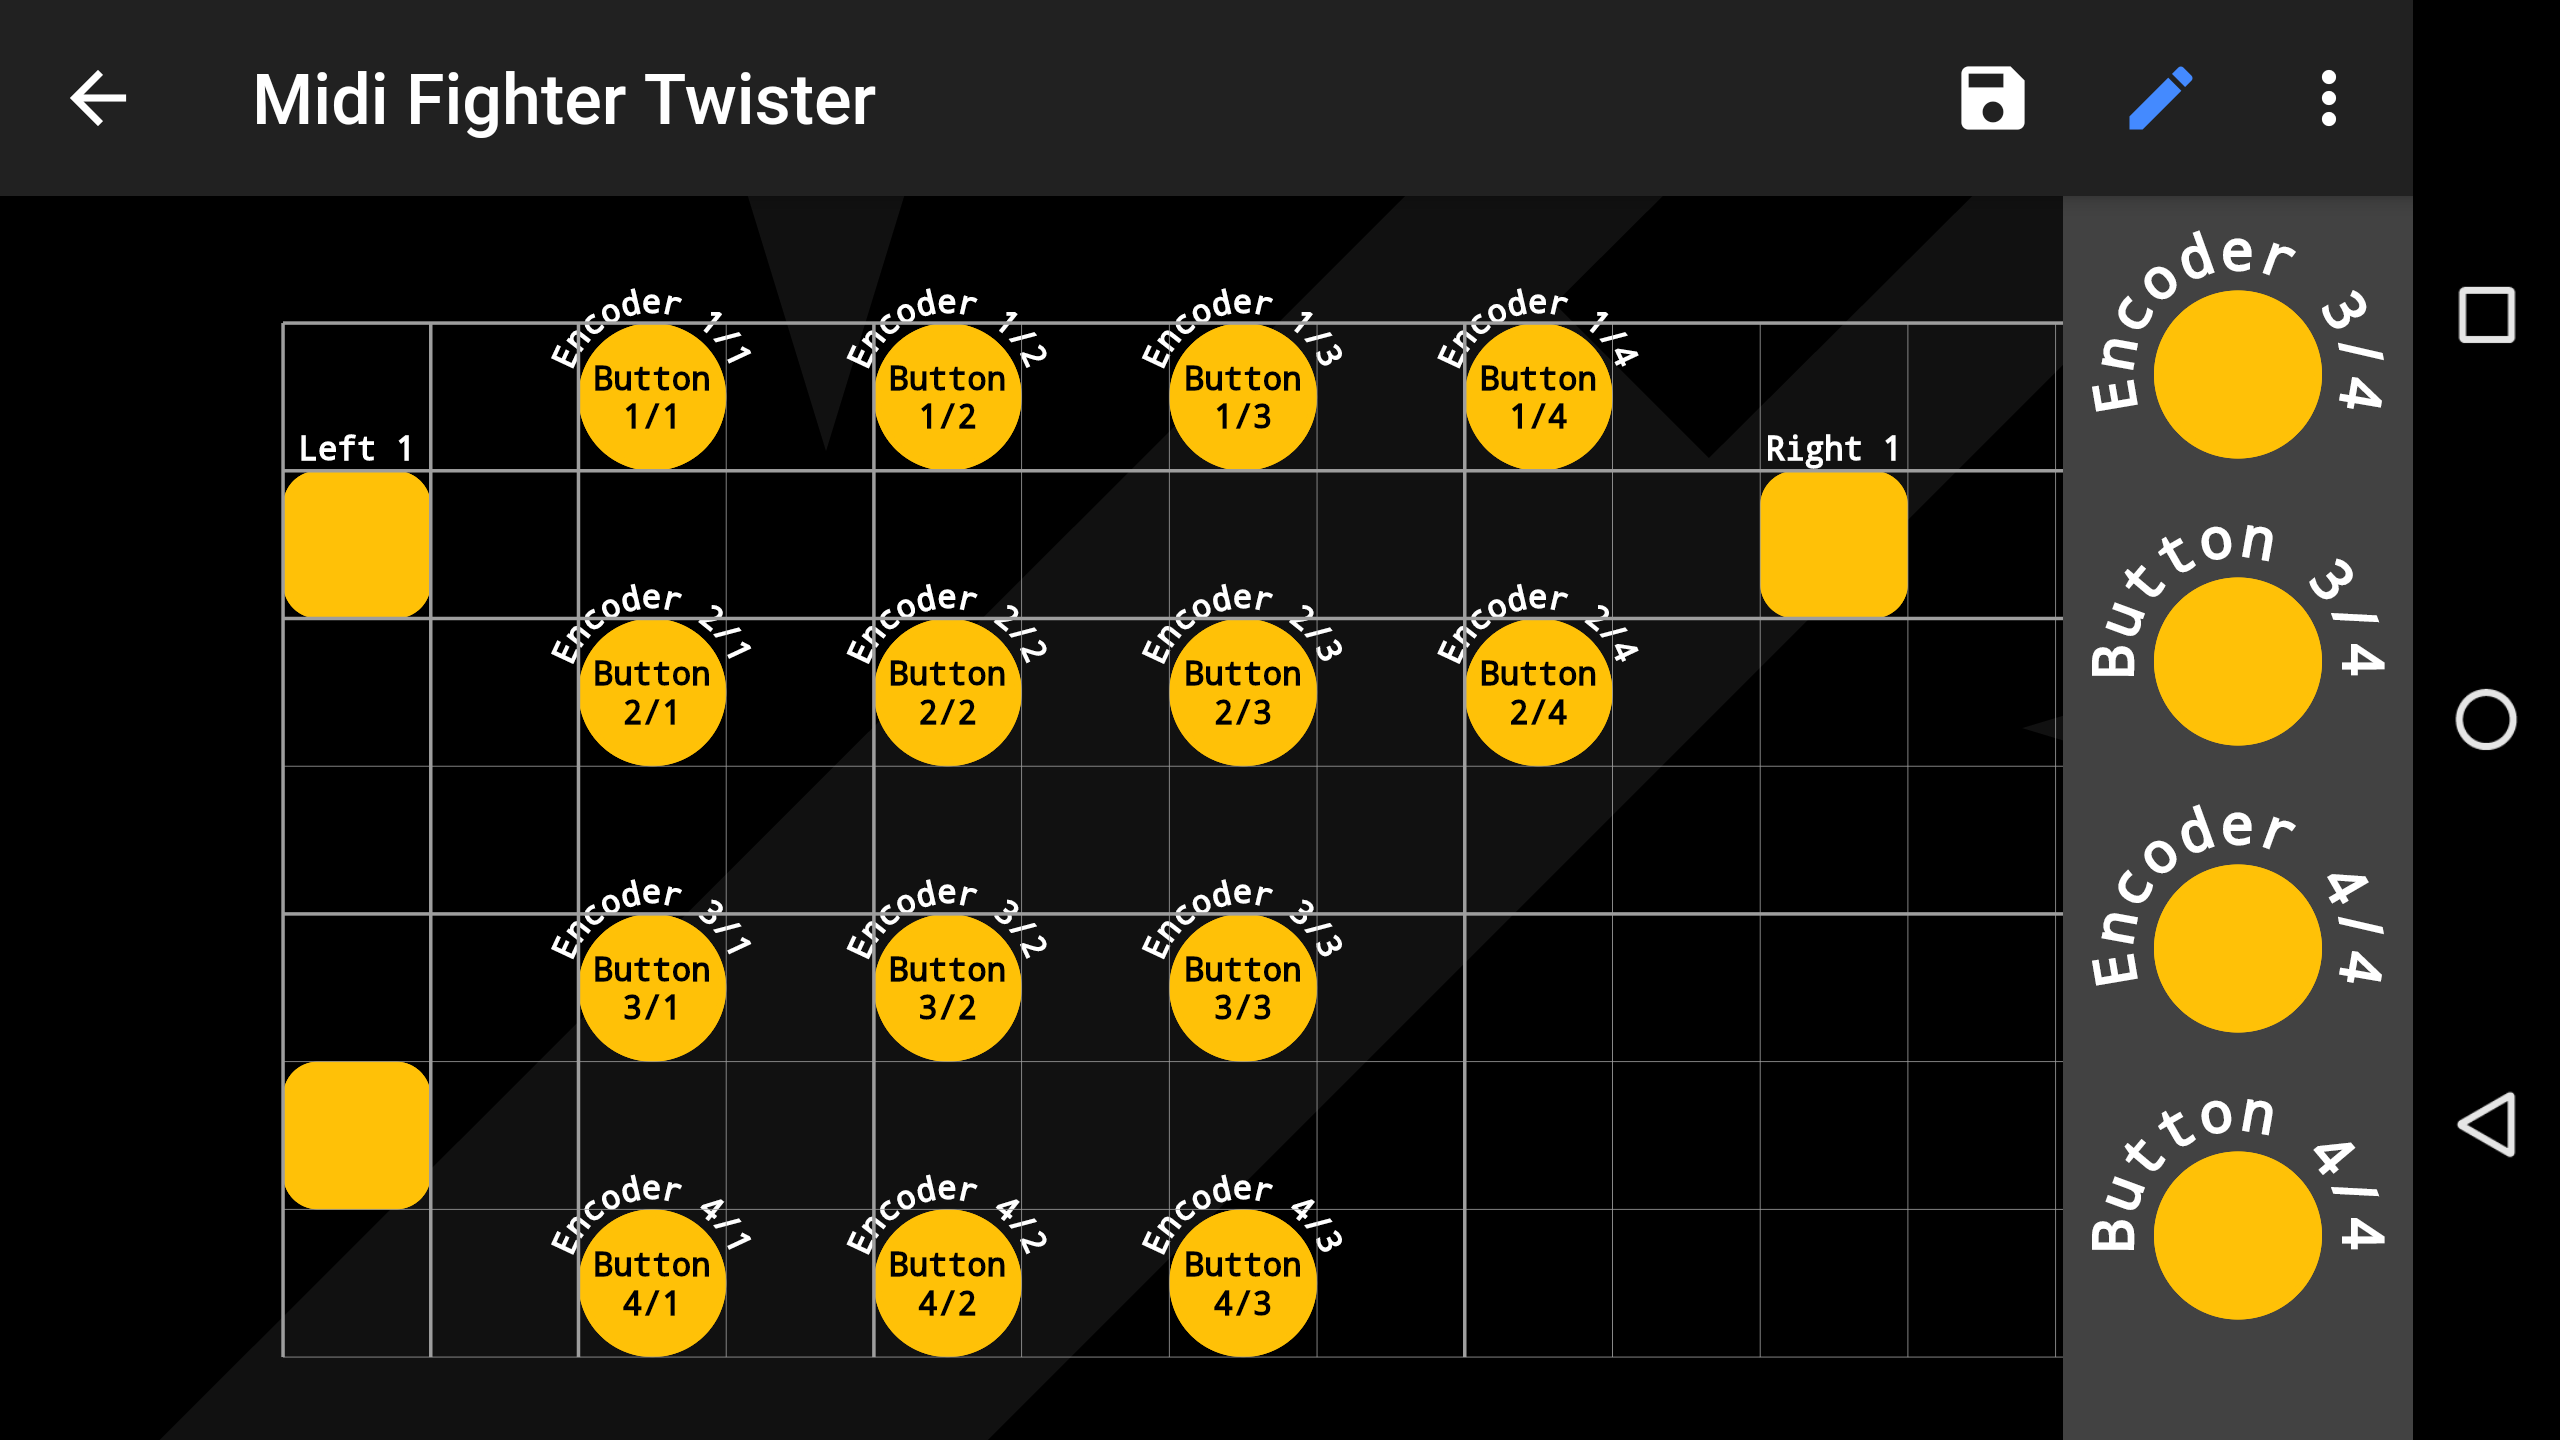 Midi Fighter Twister
Encoder 1/1
Encoder 1/2
Encoder 1/3
Encoder 1/4
Button
1/1
Button
1/2
Button
1/3
Button
1/4
Left 1
Right 1
Encoder 2/1
Encoder 2/2
Encoder 2/3
Encoder 2/4
Button
2/1
Button
2/2
Button
2/3
Button
2/4
Encoder 3/1
Encoder 3/2
Encoder 3/3
Button
3/1
Button
3/2
Button
3/3
Encoder 4/1
Encoder 4/2
Encoder 4/3
Button
4/1
Button
4/2
Button
4/3
Encoder 3/4
Button 3/4
Encoder 4/4
Button 4/4